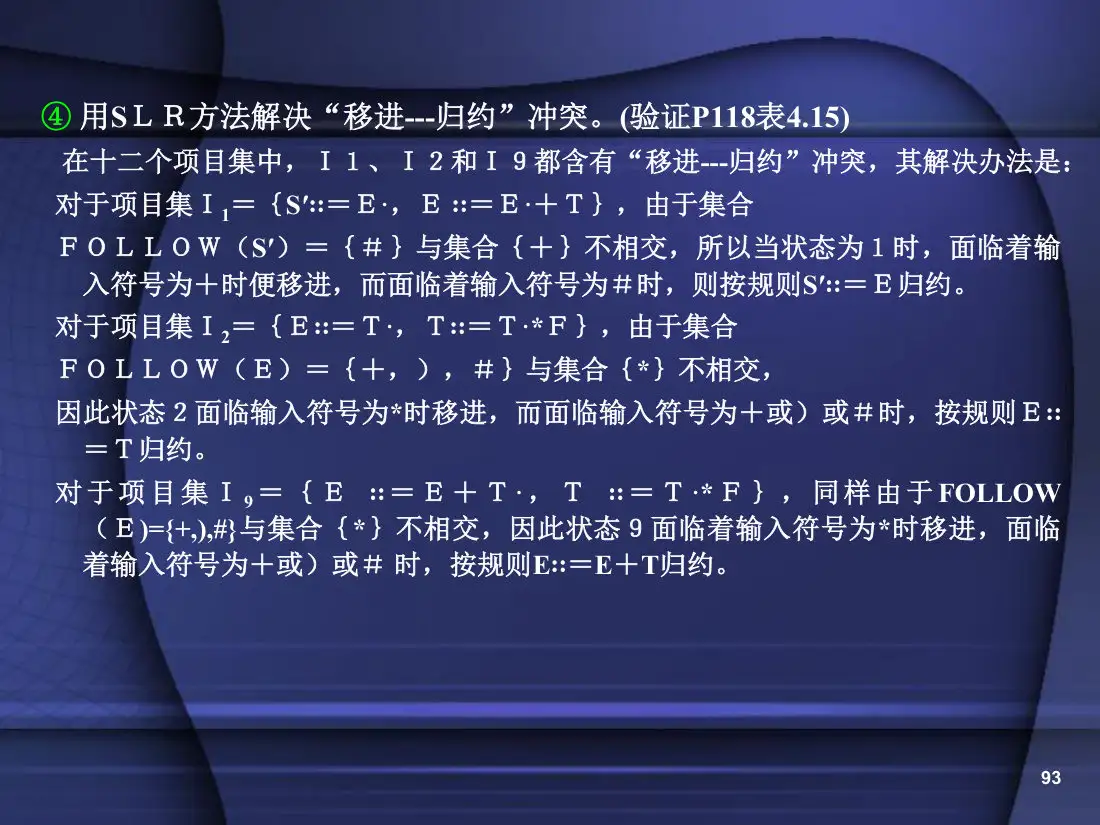 ④ 用SＬＲ方法解决“移进---归约”冲突。(验证P118表4.15)
在十二个项目集中，Ｉ１、Ｉ２和Ｉ９都含有“移进---归约”冲突，其解决办法是：
对于项目集Ｉ1＝｛S′::＝Ｅ·，Ｅ ::＝Ｅ·＋Ｔ｝，由于集合
ＦＯＬＬＯＷ（S′）＝｛＃｝与集合｛＋｝不相交，所以当状态为１时，面临着输
入符号为＋时便移进，而面临着输入符号为＃时，则按规则S′::＝Ｅ归约。
对于项目集Ｉ2＝｛Ｅ::＝Ｔ·，Ｔ::＝Ｔ·*Ｆ｝，由于集合
ＦＯＬＬＯＷ（Ｅ）＝｛＋，），＃｝与集合｛*｝不相交，
因此状态２面临输入符号为*时移进，而面临输入符号为＋或）或＃时，按规则Ｅ::
＝Ｔ归约。
对于项目集Ｉ9＝｛Ｅ ::＝Ｅ＋Ｔ·，Ｔ ::＝Ｔ·*Ｆ｝，同样由于FOLLOW
（Ｅ)={+,),#}与集合｛*｝不相交，因此状态９面临着输入符号为*时移进，面临
着输入符号为＋或）或＃ 时，按规则E::＝E＋T归约。
93